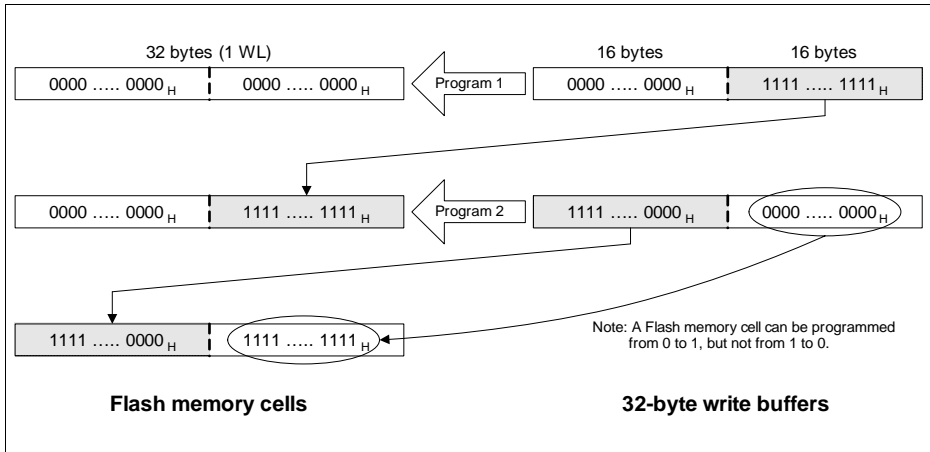 32 bytes (1 WL) 16 bytes 16 bytes
0000 ..... 0000 H 0000 ..... 0000 H Program 1 0000 ..... 0000 H 1111 ..... 1111 H
0000 ..... 0000 H 1111 ..... 1111 H Program 2 1111 ..... 0000 H 0000 ..... 0000 H
1111 ..... 0000 H 1111 ..... 1111 H
Note: A Flash memory cell can be programmed
from 0 to 1, but not from 1 to 0.
Flash memory cells 32-byte write buffers